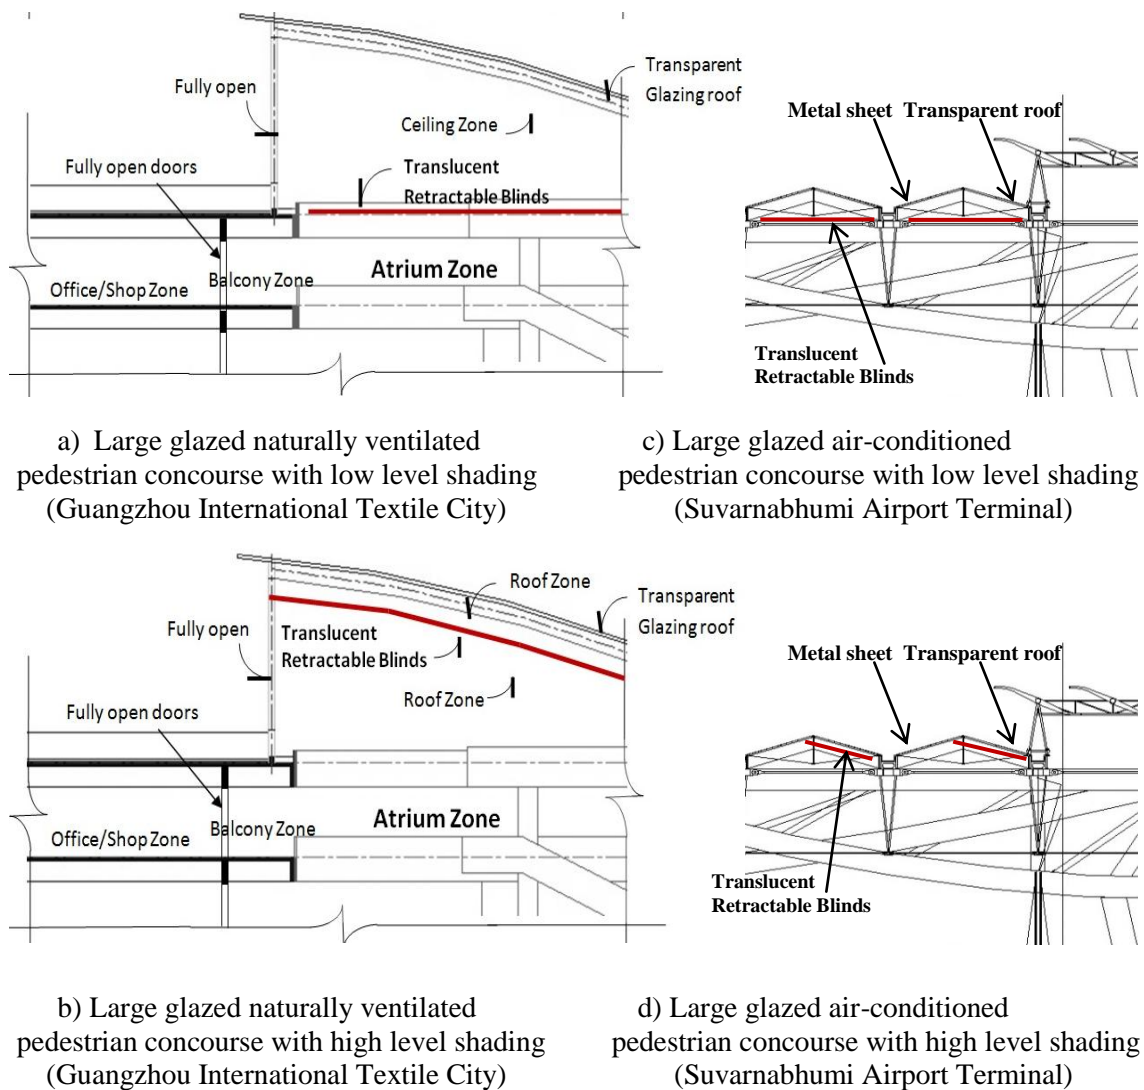 Transparent
Glazing roof
Fully open
Ceiling Zone
Fully open doors
Translucent
Retractable Blinds
Atrium Zone
Balcony Zone
Office/Shop Zone
Metal sheet Transparent roof
Translucent
Retractable Blinds
a) Large glazed naturally ventilated
pedestrian concourse with low level shading
(Guangzhou International Textile City)
c) Large glazed air-conditioned
pedestrian concourse with low level shading
(Suvarnabhumi Airport Terminal)
Roof Zone
Transparent
Glazing roof
Fully open
Translucent
Retractable Blinds
Roof Zone
Fully open doors
Atrium Zone
Balcony Zone
Office/Shop Zone
Metal sheet Transparent roof
Translucent
Retractable Blinds
b) Large glazed naturally ventilated
pedestrian concourse with high level shading
(Guangzhou International Textile City)
d) Large glazed air-conditioned
pedestrian concourse with high level shading
(Suvarnabhumi Airport Terminal)